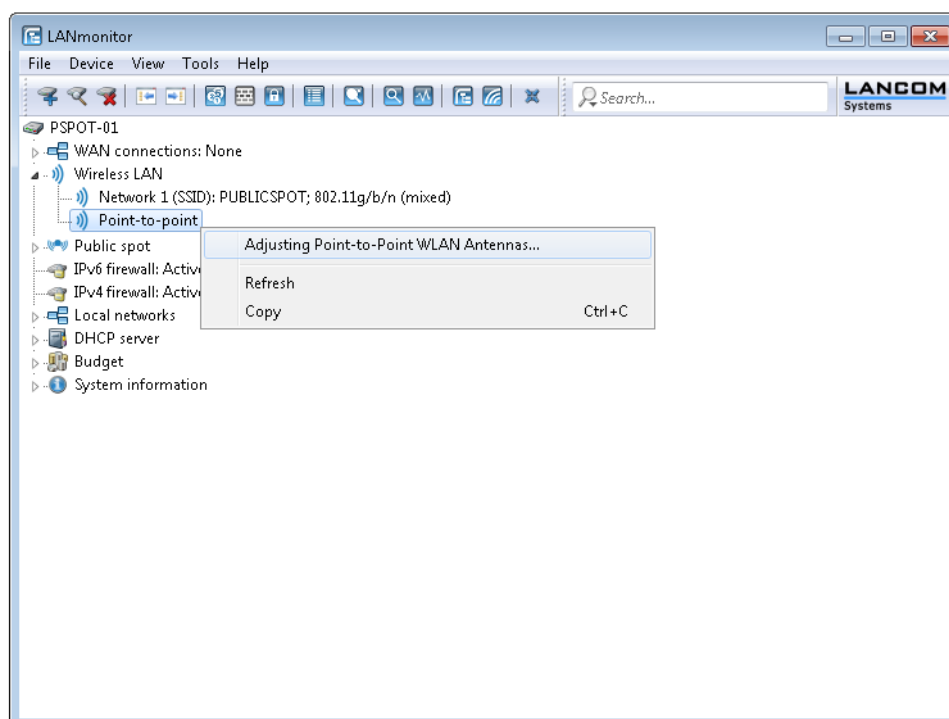 LANmonitor
File Device View Tools Help
Search...
LANCOM
Systems
PSPOT-01
WAN connections: None
Wireless LAN
Network 1 (SSID): PUBLICSPOT; 802.11g/b/n (mixed)
Point-to-point
Adjusting Point-to-Point WLAN Antennas...
Refresh
Copy Ctrl+C
Public spot
IPv6 firewall: Activ
IPv4 firewall: Activ
Local networks
DHCP server
Budget
System information